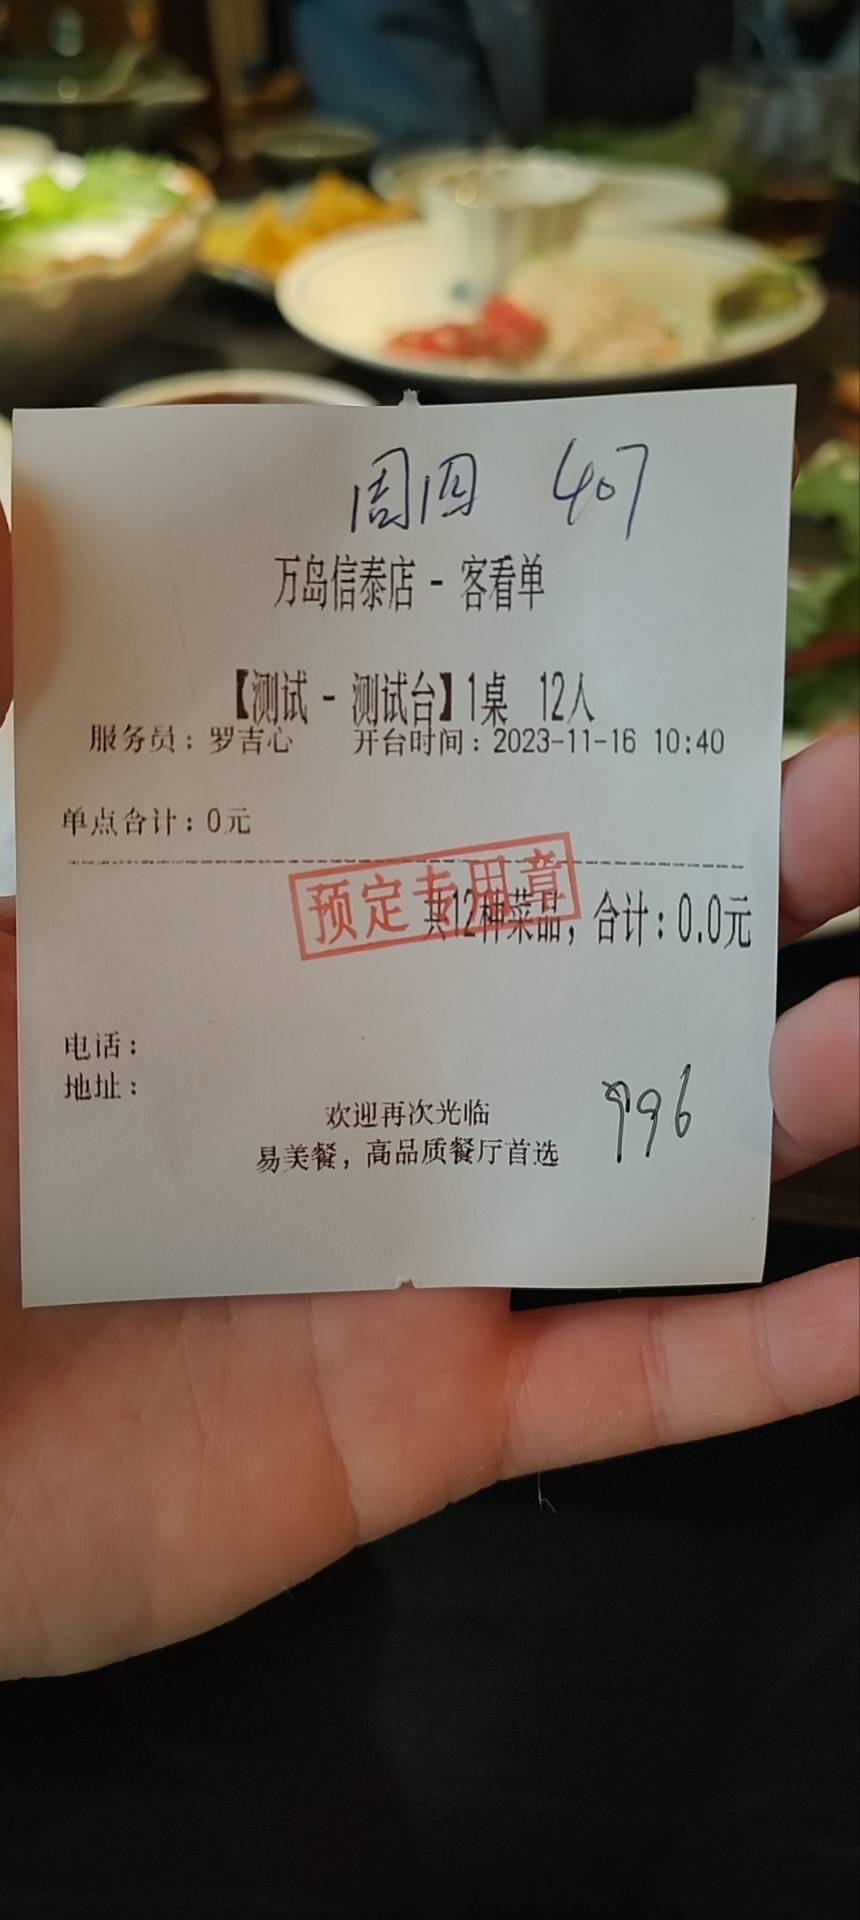 周四 407
万岛信泰店 - 客看单
【测试 - 测试台】1桌 12人
服务员：罗吉心 开台时间：2023-11-16 10:40
单点合计：0元
预定专用章
共12种菜品，合计：0.0元
电话：
地址：
欢迎再次光临
易美餐，高品质餐厅首选
996